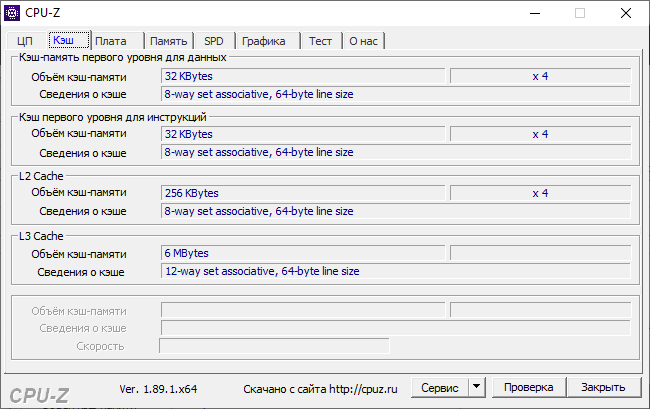 CPU-Z
ЦП Кэш Плата Память SPD Графика Тест О нас
Кэш-память первого уровня для данных
Объём кэш-памяти 32 KBytes x 4
Сведения о кэше 8-way set associative, 64-byte line size
Кэш первого уровня для инструкций
Объём кэш-памяти 32 KBytes x 4
Сведения о кэше 8-way set associative, 64-byte line size
L2 Cache
Объём кэш-памяти 256 KBytes x 4
Сведения о кэше 8-way set associative, 64-byte line size
L3 Cache
Объём кэш-памяти 6 MBytes
Сведения о кэше 12-way set associative, 64-byte line size
Объём кэш-памяти
Сведения о кэше
Скорость
CPU-Z Ver. 1.89.1.x64 Скачано с сайта http://cpuz.ru Сервис Проверка Закрыть